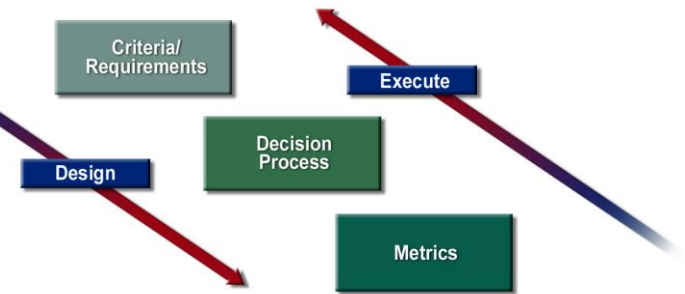 Criteria/
Requirements
Execute
Decision
Process
Design
Metrics